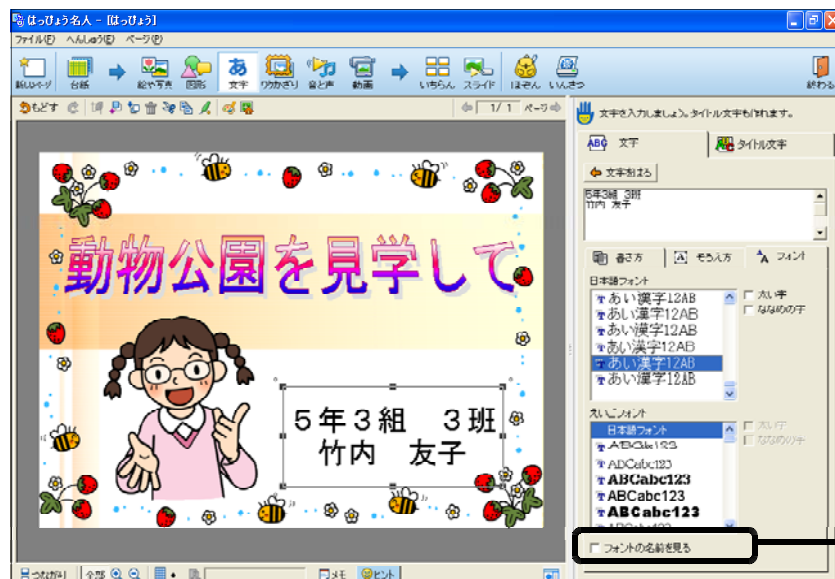 はっぴょう名人 - [はっぴょう]
ファイル(F) へんしゅう(E) ページ(P)
新しいページ 台紙 絵や写真 図形 文字 ワクかざり 音と声 動画 いちらん スライド ほぞん いんさつ 終わる
もどす 1/ 1 ページ
文字を入力しましょう。タイトル文字も作れます。
ABC 文字 タイトル文字
文字をはる
5年3組 3班
竹内 友子
書き方 そろえ方 フォント
日本語フォント
あい漢字12AB 太い字
あい漢字12AB ななめの字
あい漢字12AB
あい漢字12AB
あい漢字12AB
あい漢字12AB
えいごフォント
日本語フォント 太い字
ABCabc123 ななめの字
ABCabc123
ABCabc123
ABCabc123
ABCabc123
フォントの名前を見る
動物公園を見学して
5年3組 3班
竹内 友子
つながり 全部 メモ ヒント